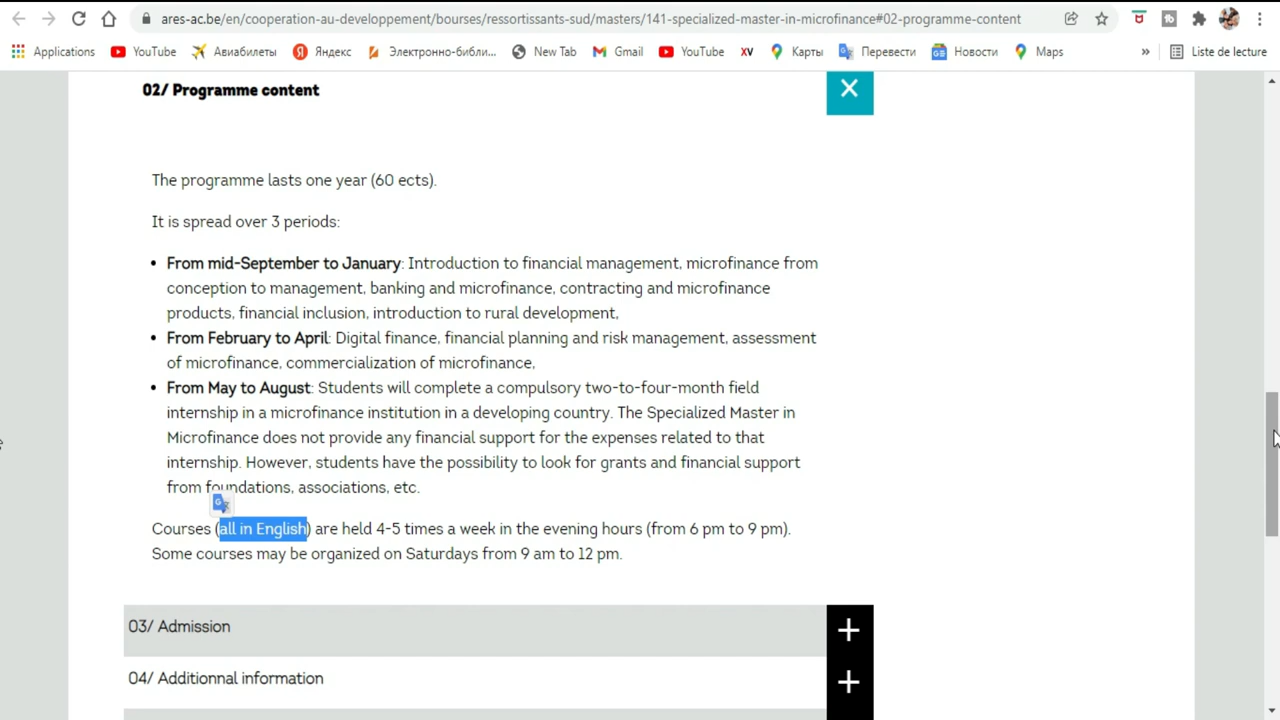 ares-ac.be/en/cooperation-au-developpement/bourses/ressortissants-sud/masters/141-specialized-master-in-microfinance#02-programme-content
Applications YouTube Авиабилеты Яндекс Электронно-библи... New Tab Gmail YouTube XV Карты Перевести Новости Maps » Liste de lecture
02/ Programme content
The programme lasts one year (60 ects).
It is spread over 3 periods:
• From mid-September to January: Introduction to financial management, microfinance from
conception to management, banking and microfinance, contracting and microfinance
products, financial inclusion, introduction to rural development,
• From February to April: Digital finance, financial planning and risk management, assessment
of microfinance, commercialization of microfinance,
• From May to August: Students will complete a compulsory two-to-four-month field
internship in a microfinance institution in a developing country. The Specialized Master in
Microfinance does not provide any financial support for the expenses related to that
internship. However, students have the possibility to look for grants and financial support
from foundations, associations, etc.
Courses (all in English) are held 4-5 times a week in the evening hours (from 6 pm to 9 pm).
Some courses may be organized on Saturdays from 9 am to 12 pm.
03/ Admission
04/ Additionnal information